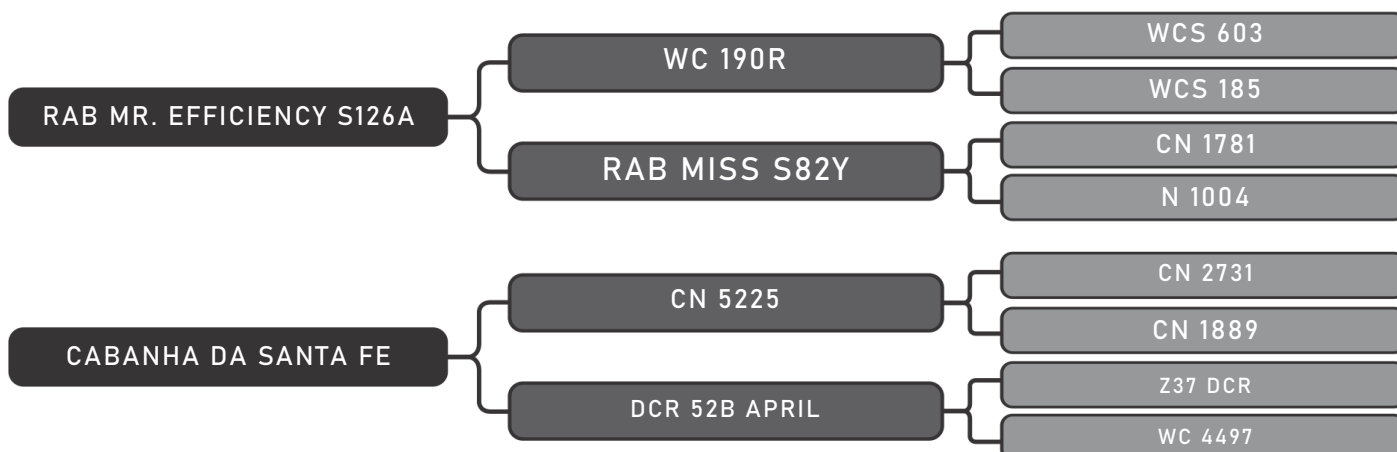 RAB MR. EFFICIENCY S126A
WC 190R
WCS 603
WCS 185
RAB MISS S82Y
CN 1781
N 1004
CABANHA DA SANTA FE
CN 5225
CN 2731
CN 1889
DCR 52B APRIL
Z37 DCR
WC 4497